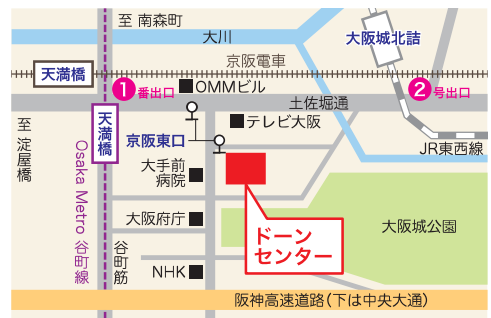 至 南森町
大川
大阪城北詰
京阪電車
天満橋
1番出口
OMMビル
2号出口
土佐堀通
天満橋
京阪東口
テレビ大阪
JR東西線
至 淀屋橋
大手前
病院
Osaka Metro 谷町線
大阪府庁
ドーン
センター
大阪城公園
谷町筋
NHK
阪神高速道路(下は中央大通)